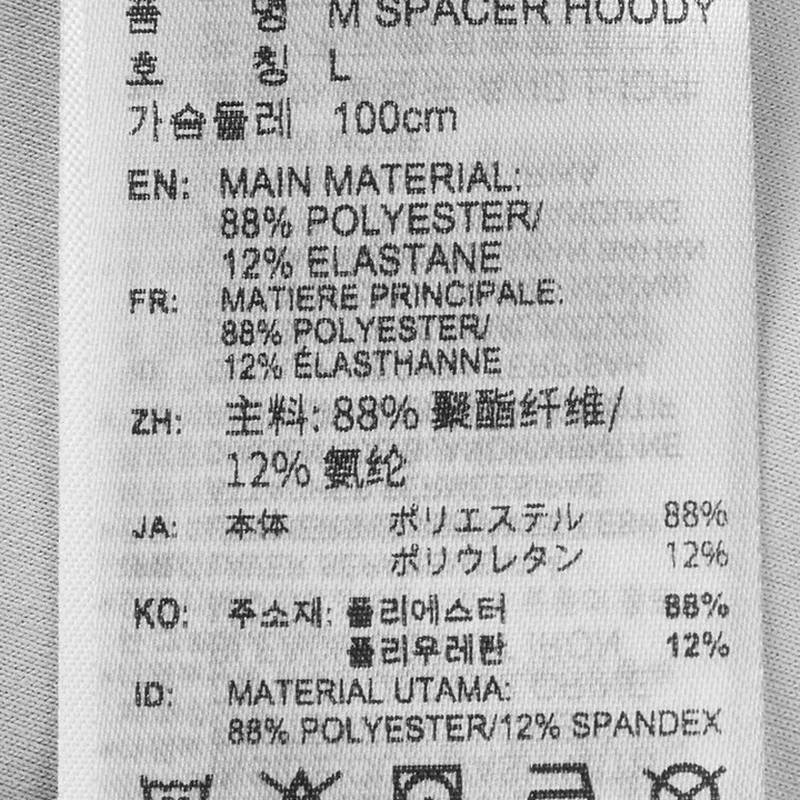 품 명 M SPACER HOODY
호 칭 L
가슴둘레 100cm
EN: MAIN MATERIAL:
88% POLYESTER/
12% ELASTANE
FR: MATIERE PRINCIPALE:
88% POLYESTER/
12% ÉLASTHANNE
ZH: 主料: 88% 聚酯纤维/
12% 氨纶
JA: 本体 ポリエステル 88%
ポリウレタン 12%
KO: 주소재: 폴리에스터 88%
폴리우레탄 12%
ID: MATERIAL UTAMA:
88% POLYESTER/12% SPANDEX